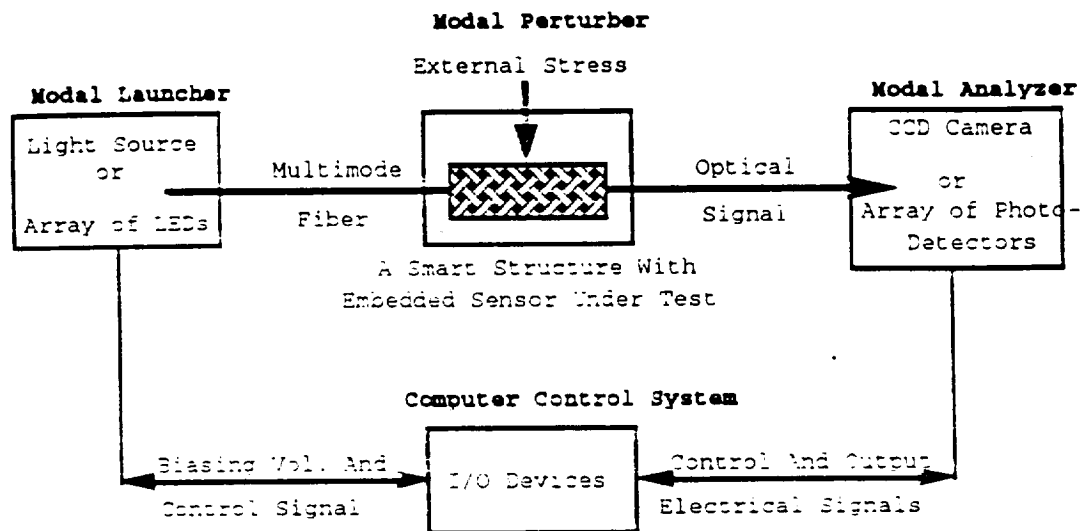 Modal Perturber
External Stress
Modal Launcher
Light Source
or
Array of LEDs
Multimode
Fiber
A Smart Structure With
Embedded Sensor Under Test
Optical
Signal
Modal Analyzer
CCD Camera
or
Array of Photo-
Detectors
Computer Control System
Biasing Vol. And
Control Signal
I/O Devices
Control And Output
Electrical Signals